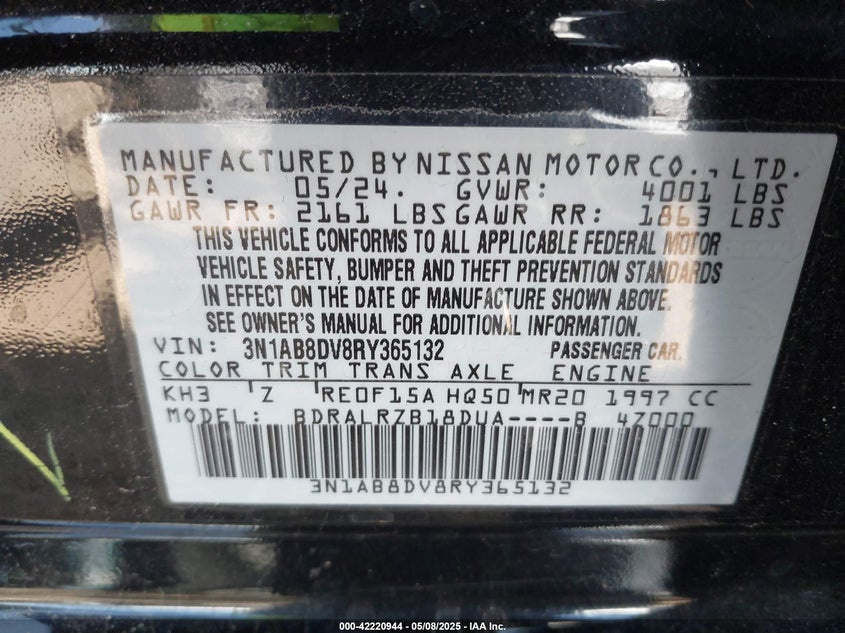 MANUFACTURED BY NISSAN MOTOR CO., LTD.
DATE: 05/24. GVWR: 4001 LBS
GAWR FR: 2161 LBS GAWR RR: 1863 LBS
THIS VEHICLE CONFORMS TO ALL APPLICABLE FEDERAL MOTOR
VEHICLE SAFETY, BUMPER AND THEFT PREVENTION STANDARDS
IN EFFECT ON THE DATE OF MANUFACTURE SHOWN ABOVE.
SEE OWNER'S MANUAL FOR ADDITIONAL INFORMATION.
VIN: 3N1AB8DV8RY365132 PASSENGER CAR.
COLOR TRIM TRANS AXLE ENGINE
KH3 Z RE0F15A HQ50 MR20 1997 CC
MODEL: BDRALRZB18DUA----B 4Z000
3N1AB8DV8RY365132
000-42220944 - 05/08/2025 - IAA Inc.